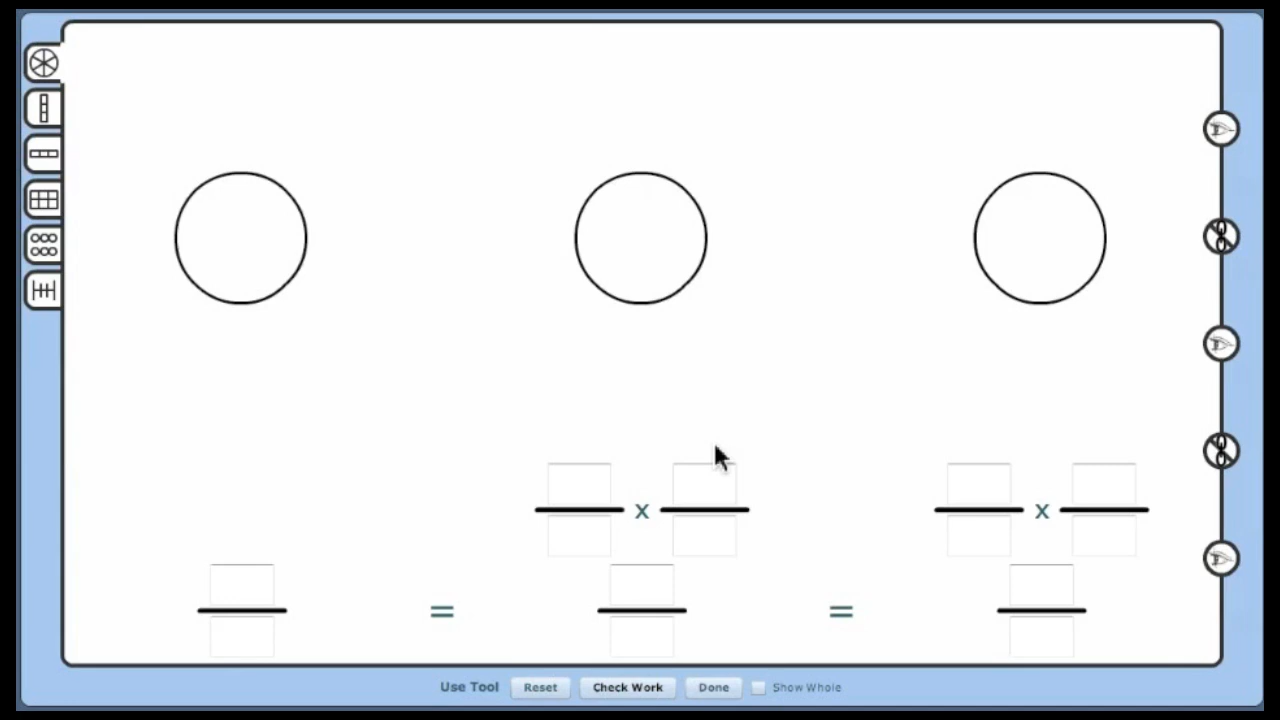 x x
= =
Use Tool Reset Check Work Done Show Whole